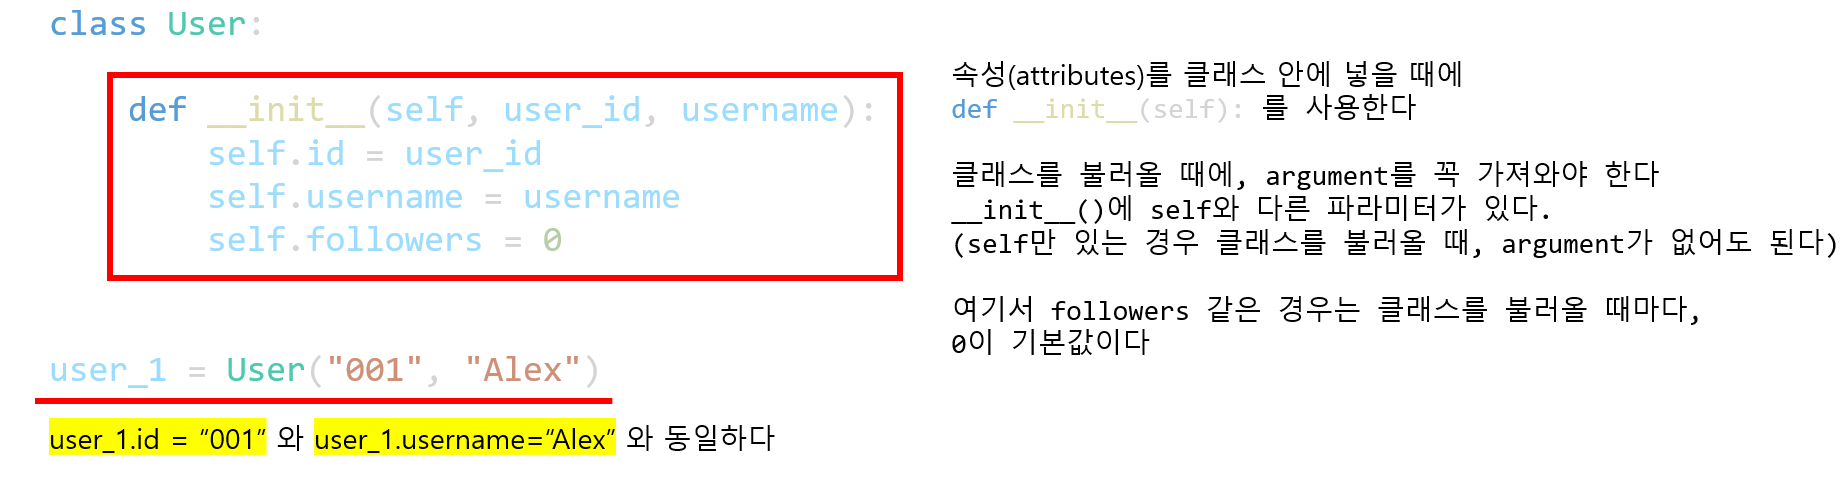 class User:
def __init__(self, user_id, username):
self.id = user_id
self.username = username
self.followers = 0
user_1 = User("001", "Alex")
user_1.id = “001” 와 user_1.username=“Alex” 와 동일하다
속성(attributes)를 클래스 안에 넣을 때에
def __init__(self): 를 사용한다
클래스를 불러올 때에, argument를 꼭 가져와야 한다
__init__()에 self와 다른 파라미터가 있다.
(self만 있는 경우 클래스를 불러올 때, argument가 없어도 된다)
여기서 followers 같은 경우는 클래스를 불러올 때마다,
0이 기본값이다